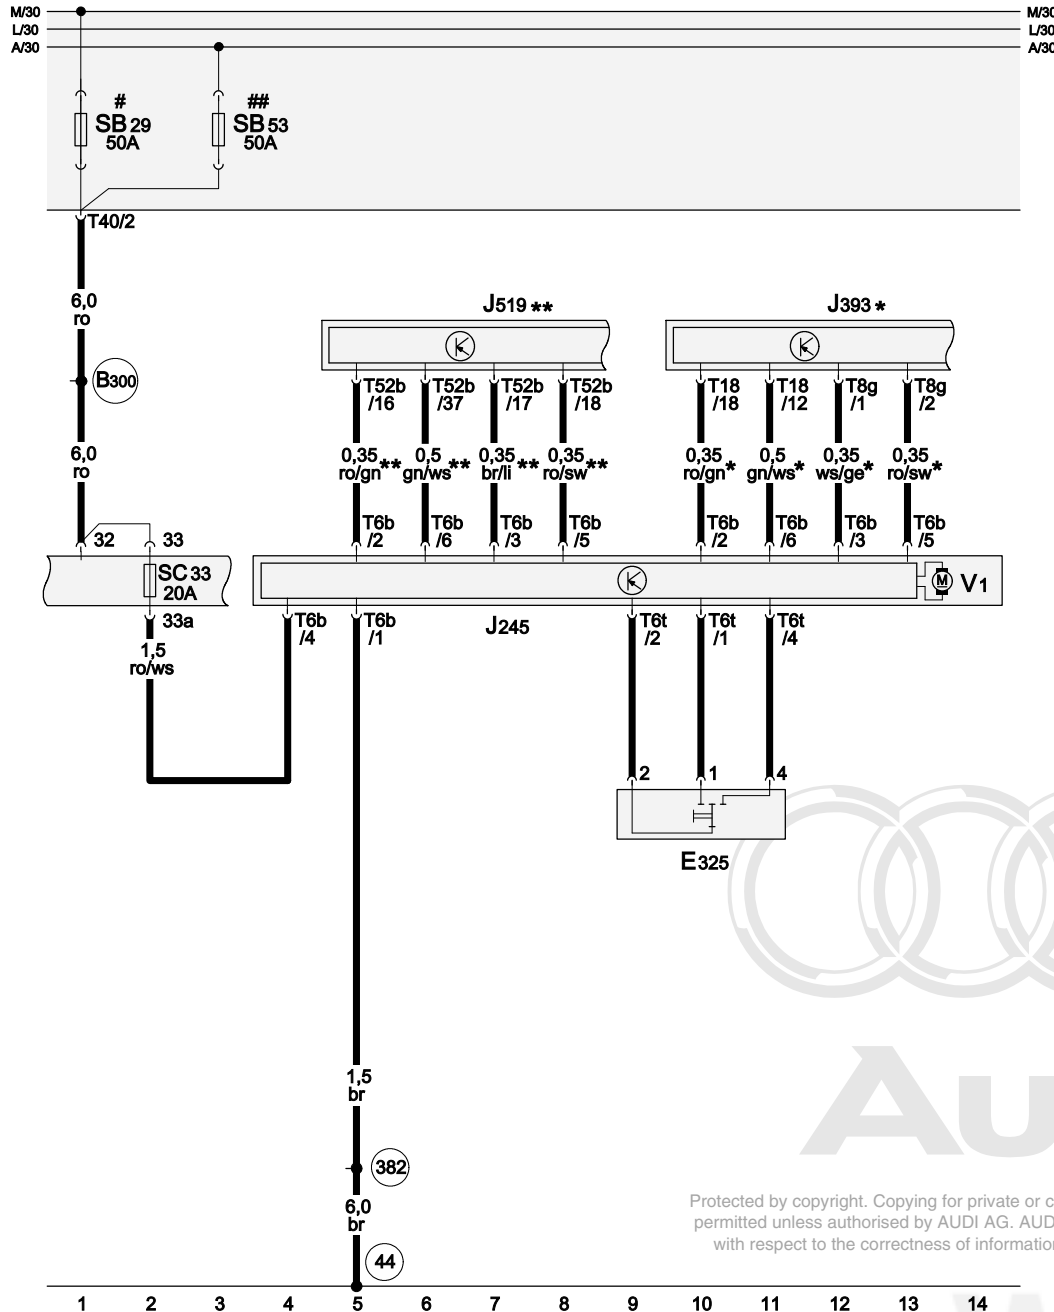 M/30 M/30
L/30 L/30
A/30 A/30
# ##
SB 29 SB 53
50A 50A
T40/2
6,0
ro
J519 ** J393 *
B300
T52b T52b T52b T52b T18 T18 T8g T8g
/16 /37 /17 /18 /18 /12 /1 /2
6,0 0,35 0,5 0,35 0,35 0,35 0,5 0,35 0,35
ro ro/gn** gn/ws** br/li ** ro/sw** ro/gn* gn/ws* ws/ge* ro/sw*
T6b T6b T6b T6b T6b T6b T6b T6b
32 33 /2 /6 /3 /5 /2 /6 /3 /5
SC 33 M V1
20A
33a T6b T6b J245 T6t T6t T6t
/4 /1 /2 /1 /4
1,5
ro/ws
2 1 4
E325
1,5
br
382
6,0
br
44
Au
Protected by copyright. Copying for private or c
permitted unless authorised by AUDI AG. AUD
with respect to the correctness of information
1 2 3 4 5 6 7 8 9 10 11 12 13 14